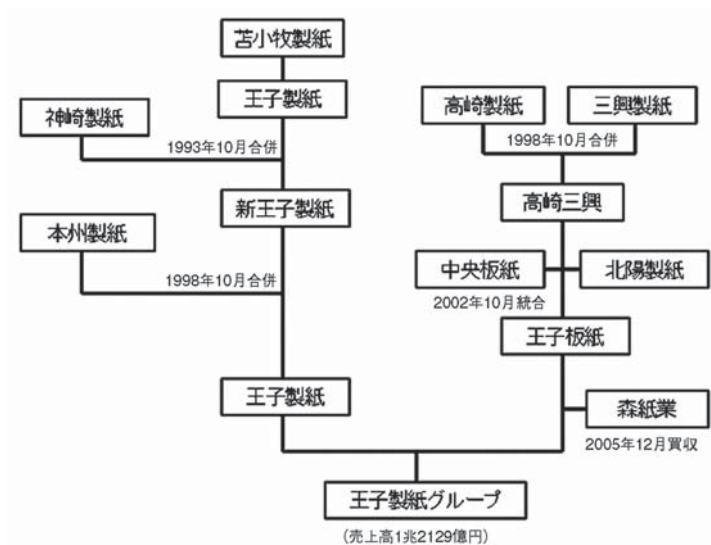 苫小牧製紙
王子製紙
神崎製紙
1993年10月合併
新王子製紙
本州製紙
1998年10月合併
王子製紙
高崎製紙
三興製紙
1998年10月合併
高崎三興
中央板紙
北陽製紙
2002年10月統合
王子板紙
森紙業
2005年12月買収
王子製紙グループ
(売上高1兆2129億円)